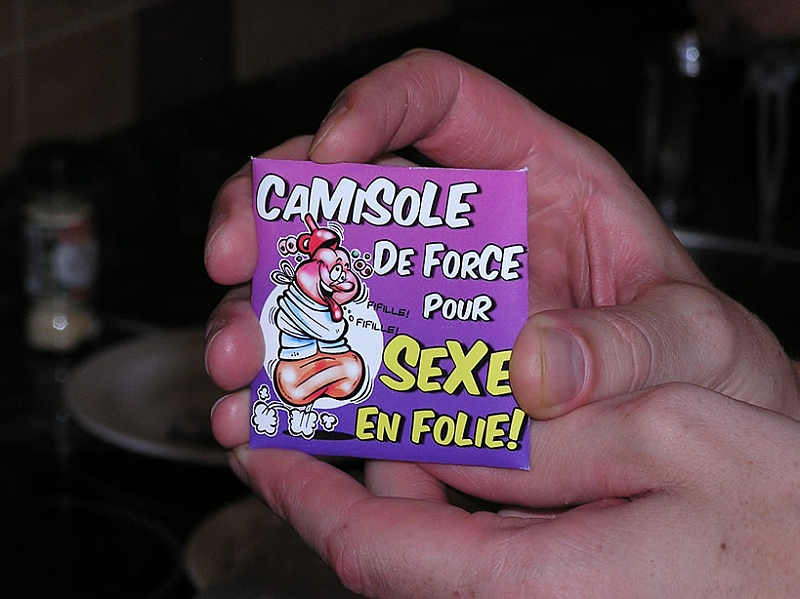 CAMISOLE
DE FORCE
POUR
FIFILLE!
Ô FIFILLE!
SEXE
EN FOLIE!